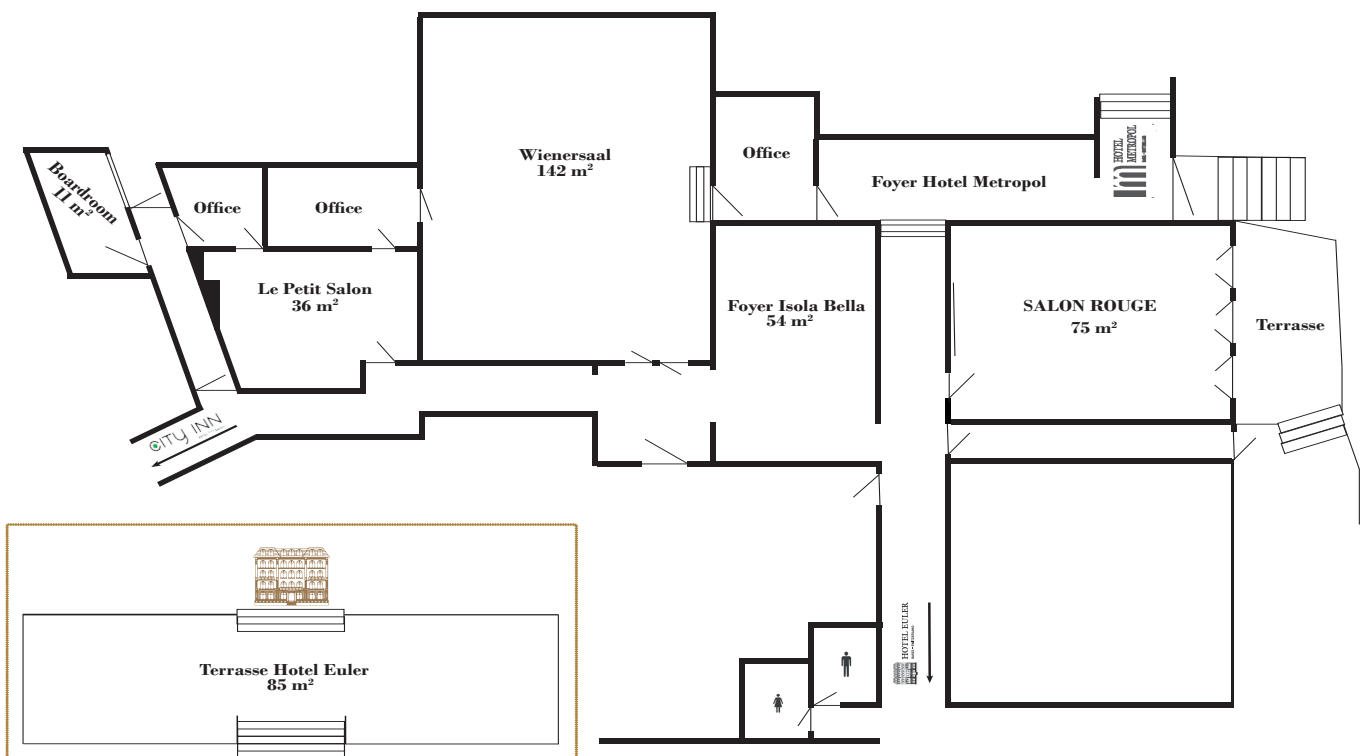 Wienersaal
142 m²
Office
Foyer Hotel Metropol
HOTEL
METROPOL
Boardroom
11 m²
Office
Office
Le Petit Salon
36 m²
Foyer Isola Bella
54 m²
SALON ROUGE
75 m²
Terrasse
CITY INN
HOTEL EULER
Terrasse Hotel Euler
85 m²